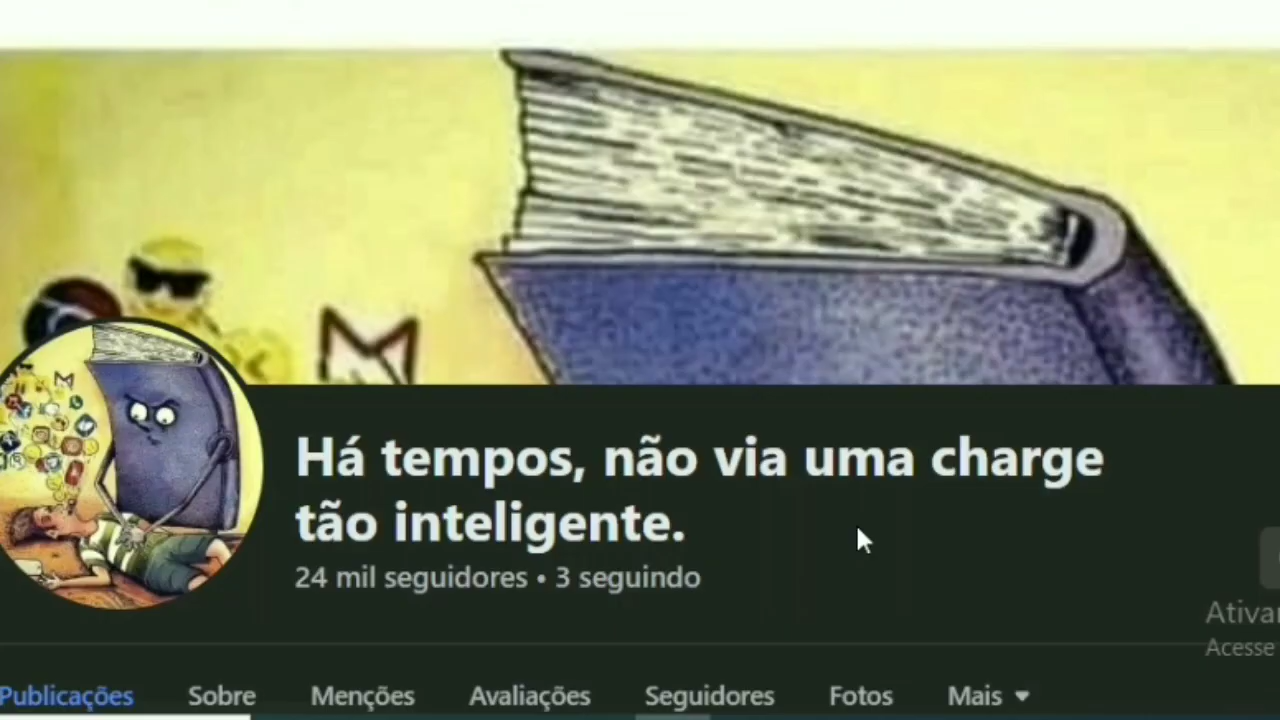 Há tempos, não via uma charge
tão inteligente.
24 mil seguidores • 3 seguindo
Acesse
Publicações Sobre Menções Avaliações Seguidores Fotos Mais